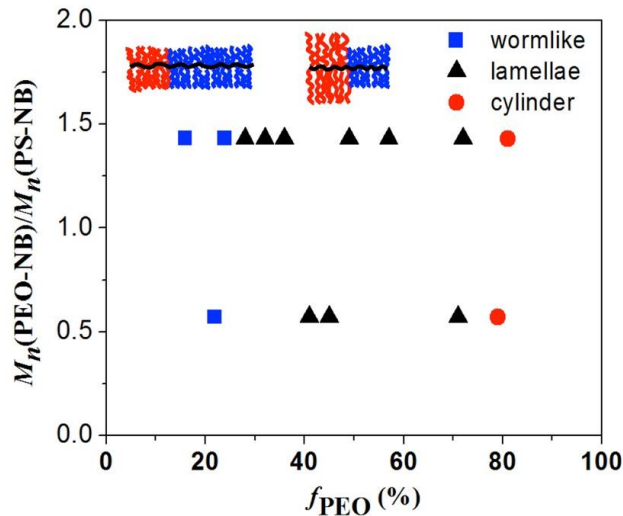 2.0
wormlike
lamellae
cylinder
1.5
1.0
0.5
0.0
0 20 40 60 80 100
Mn(PEO-NB)/Mn(PS-NB)
fPEO (%)